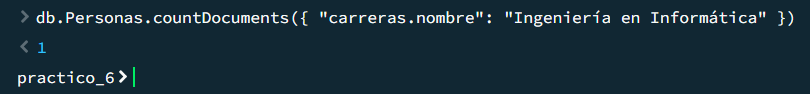 > db.Personas.countDocuments({ "carreras.nombre": "Ingeniería en Informática" })
< 1
practico_6>